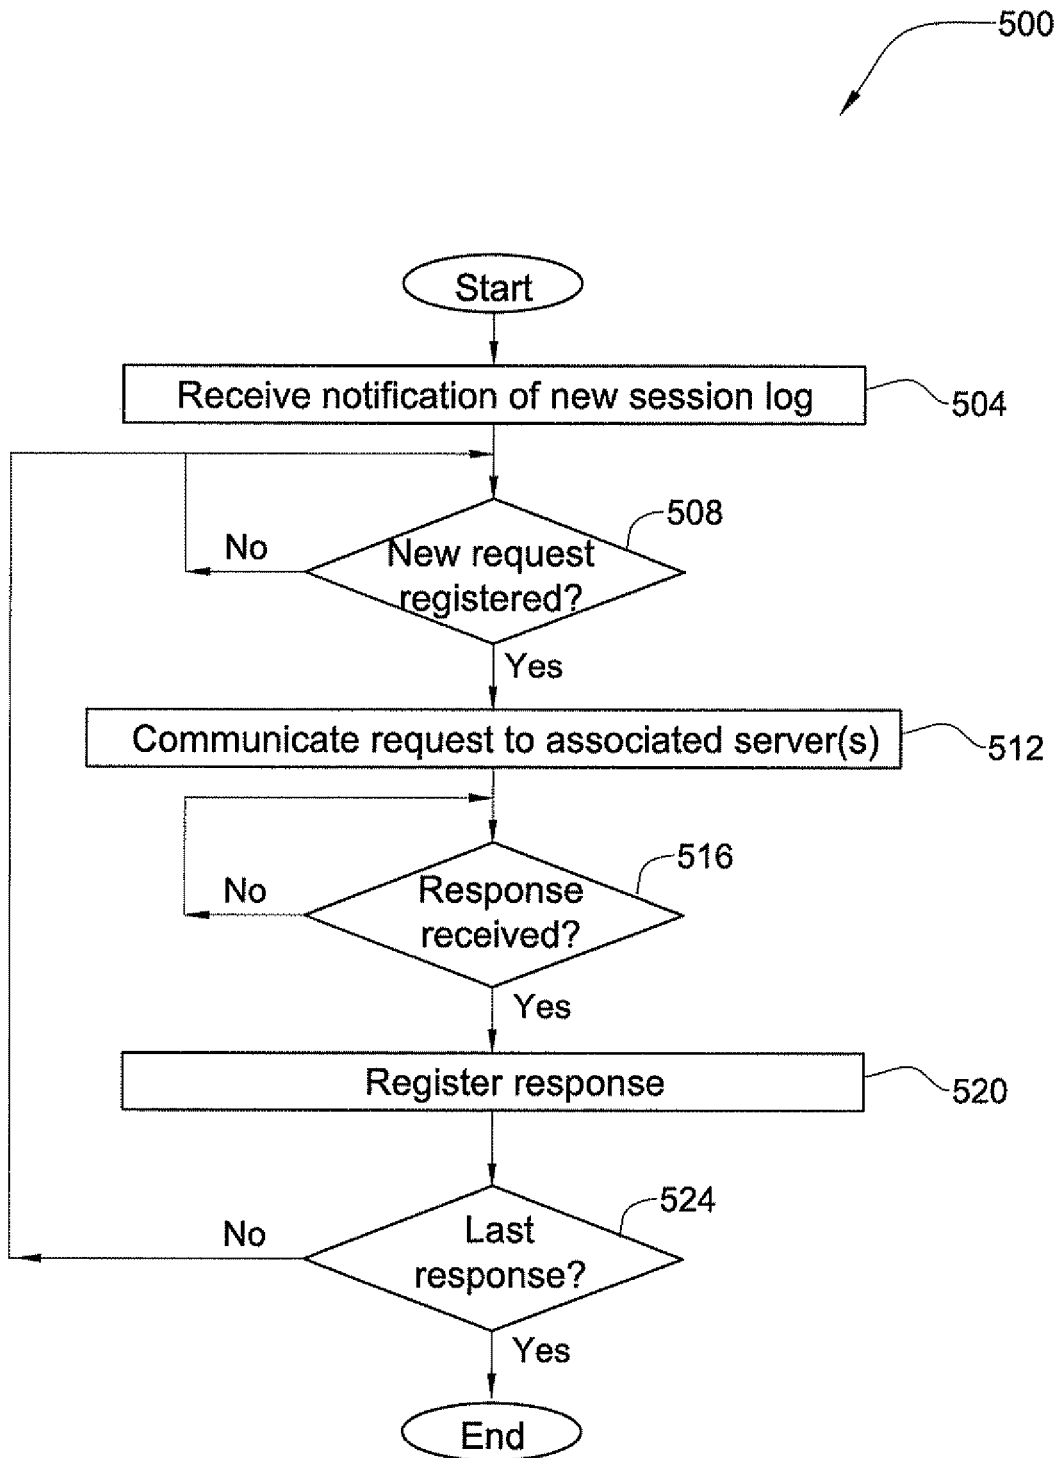 500
Start
Receive notification of new session log
504
508
No
New request
registered?
Yes
Communicate request to associated server(s)
512
516
No
Response
received?
Yes
Register response
520
524
No
Last
response?
Yes
End